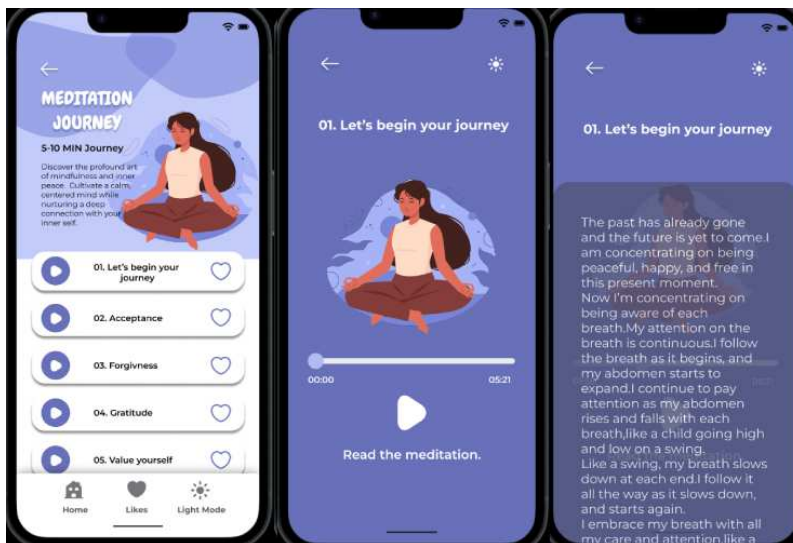 MEDITATION
JOURNEY
5-10 MIN Journey
Discover the profound art
of mindfulness and inner
peace. Cultivate a calm,
centered mind while
nurturing a deep
connection with your
inner self.
01. Let's begin your
journey
02. Acceptance
03. Forgivness
04. Gratitude
05. Value yourself
Home
Likes
Light Mode
01. Let's begin your journey
00:00
05:21
Read the meditation.
01. Let's begin your journey
The past has already gone
and the future is yet to come.I
am concentrating on being
peaceful, happy, and free in
this present moment.
Now I'm concentrating on
being aware of each
breath.My attention on the
breath is continuous.I follow
the breath as it begins, and
my abdomen starts to
expand.I continue to pay
attention as my abdomen
rises and falls with each
breath,like a child going high
and low on a swing.
Like a swing, my breath slows
down at each end.I follow it
all the way as it slows down,
and starts again.
I embrace my breath with all
my care and attention,like a